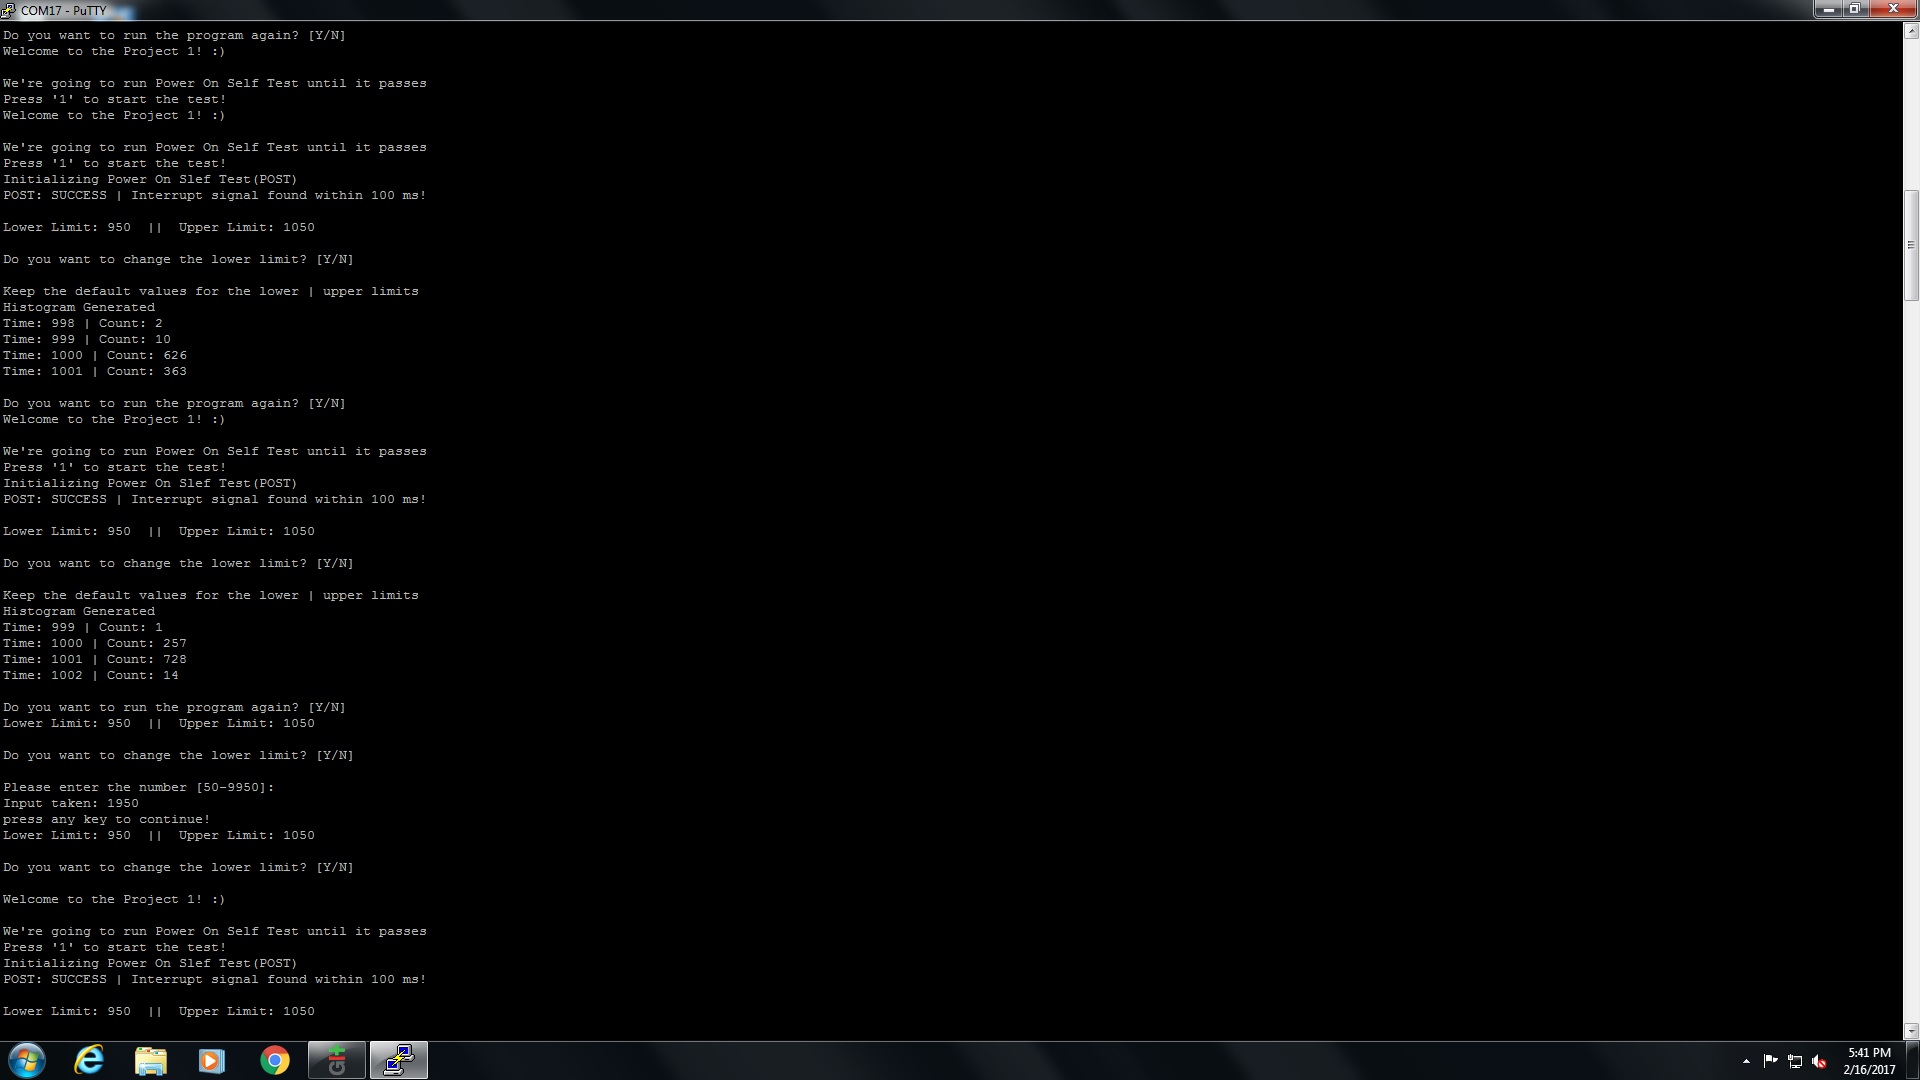 COM17 - PuTTY
Do you want to run the program again? [Y/N]
Welcome to the Project 1! :)
We're going to run Power On Self Test until it passes
Press '1' to start the test!
Welcome to the Project 1! :)
We're going to run Power On Self Test until it passes
Press '1' to start the test!
Initializing Power On Slef Test(POST)
POST: SUCCESS | Interrupt signal found within 100 ms!
Lower Limit: 950  ||  Upper Limit: 1050
Do you want to change the lower limit? [Y/N]
Keep the default values for the lower | upper limits
Histogram Generated
Time: 998 | Count: 2
Time: 999 | Count: 10
Time: 1000 | Count: 626
Time: 1001 | Count: 363
Do you want to run the program again? [Y/N]
Welcome to the Project 1! :)
We're going to run Power On Self Test until it passes
Press '1' to start the test!
Initializing Power On Slef Test(POST)
POST: SUCCESS | Interrupt signal found within 100 ms!
Lower Limit: 950  ||  Upper Limit: 1050
Do you want to change the lower limit? [Y/N]
Keep the default values for the lower | upper limits
Histogram Generated
Time: 999 | Count: 1
Time: 1000 | Count: 257
Time: 1001 | Count: 728
Time: 1002 | Count: 14
Do you want to run the program again? [Y/N]
Lower Limit: 950  ||  Upper Limit: 1050
Do you want to change the lower limit? [Y/N]
Please enter the number [50-9950]:
Input taken: 1950
press any key to continue!
Lower Limit: 950  ||  Upper Limit: 1050
Do you want to change the lower limit? [Y/N]
Welcome to the Project 1! :)
We're going to run Power On Self Test until it passes
Press '1' to start the test!
Initializing Power On Slef Test(POST)
POST: SUCCESS | Interrupt signal found within 100 ms!
Lower Limit: 950  ||  Upper Limit: 1050
git
5:41 PM
2/16/2017